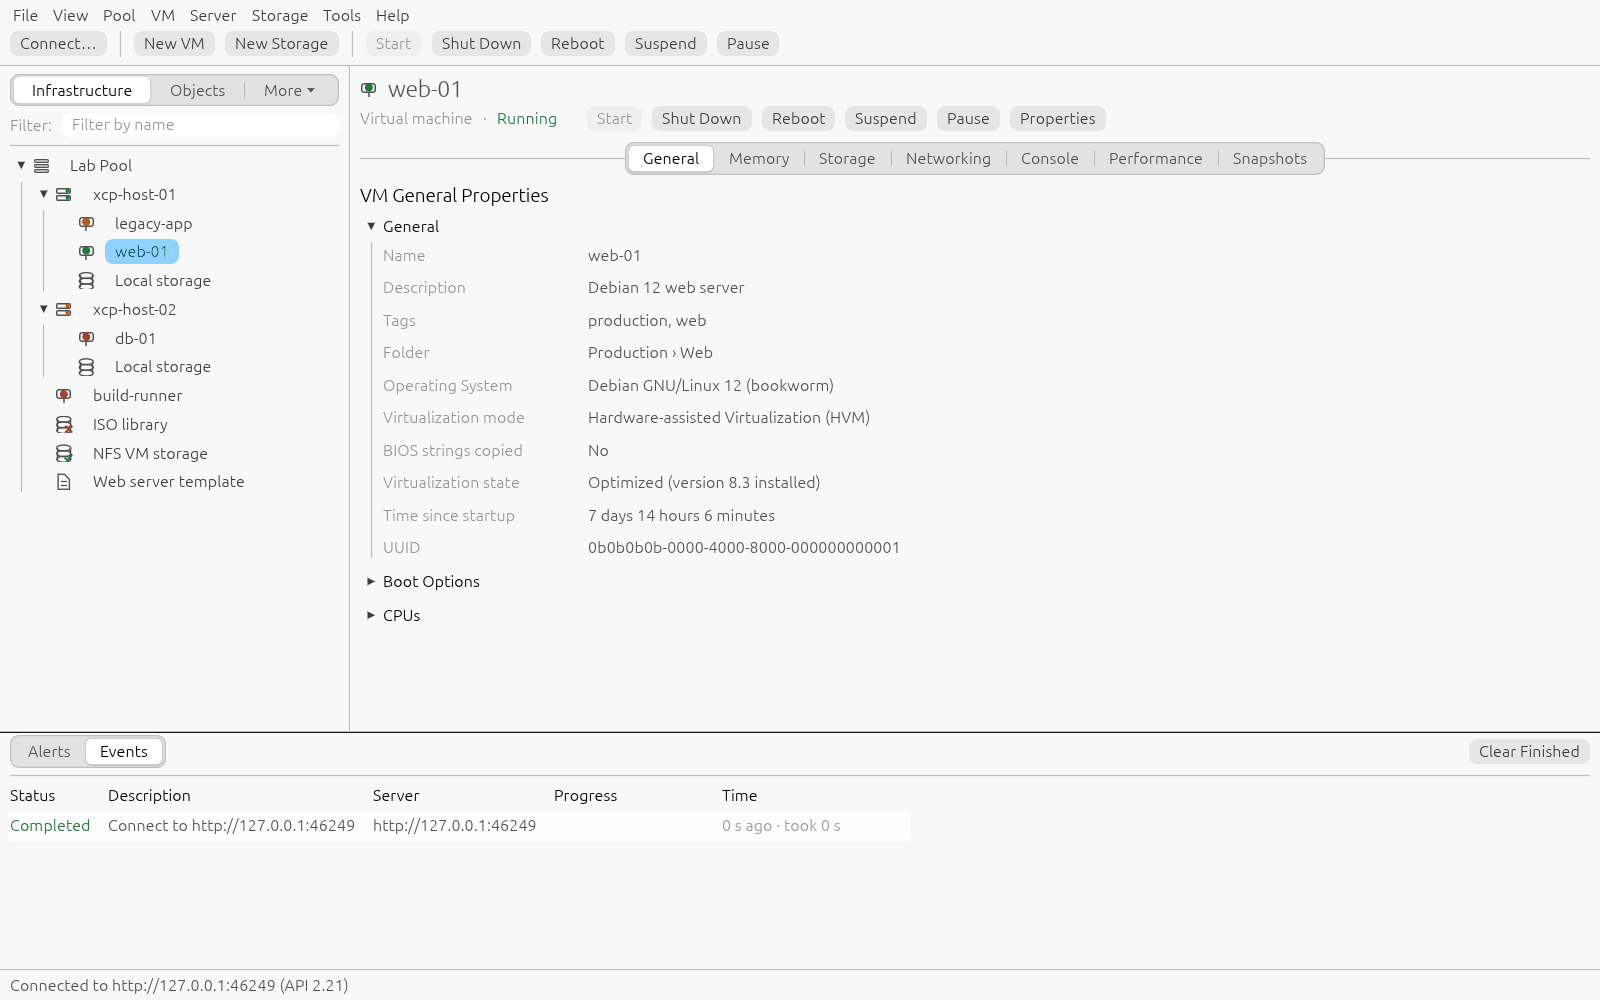 File View Pool VM Server Storage Tools Help
Connect... New VM New Storage Start Shut Down Reboot Suspend Pause
Infrastructure Objects More
Filter: Filter by name
Lab Pool
xcp-host-01
legacy-app
web-01
Local storage
xcp-host-02
db-01
Local storage
build-runner
ISO library
NFS VM storage
Web server template
web-01
Virtual machine · Running Start Shut Down Reboot Suspend Pause Properties
General Memory Storage Networking Console Performance Snapshots
VM General Properties
General
Name web-01
Description Debian 12 web server
Tags production, web
Folder Production › Web
Operating System Debian GNU/Linux 12 (bookworm)
Virtualization mode Hardware-assisted Virtualization (HVM)
BIOS strings copied No
Virtualization state Optimized (version 8.3 installed)
Time since startup 7 days 14 hours 6 minutes
UUID 0b0b0b0b-0000-4000-8000-000000000001
Boot Options
CPUs
Alerts Events Clear Finished
Status Description Server Progress Time
Completed Connect to http://127.0.0.1:46249 http://127.0.0.1:46249 0 s ago · took 0 s
Connected to http://127.0.0.1:46249 (API 2.21)